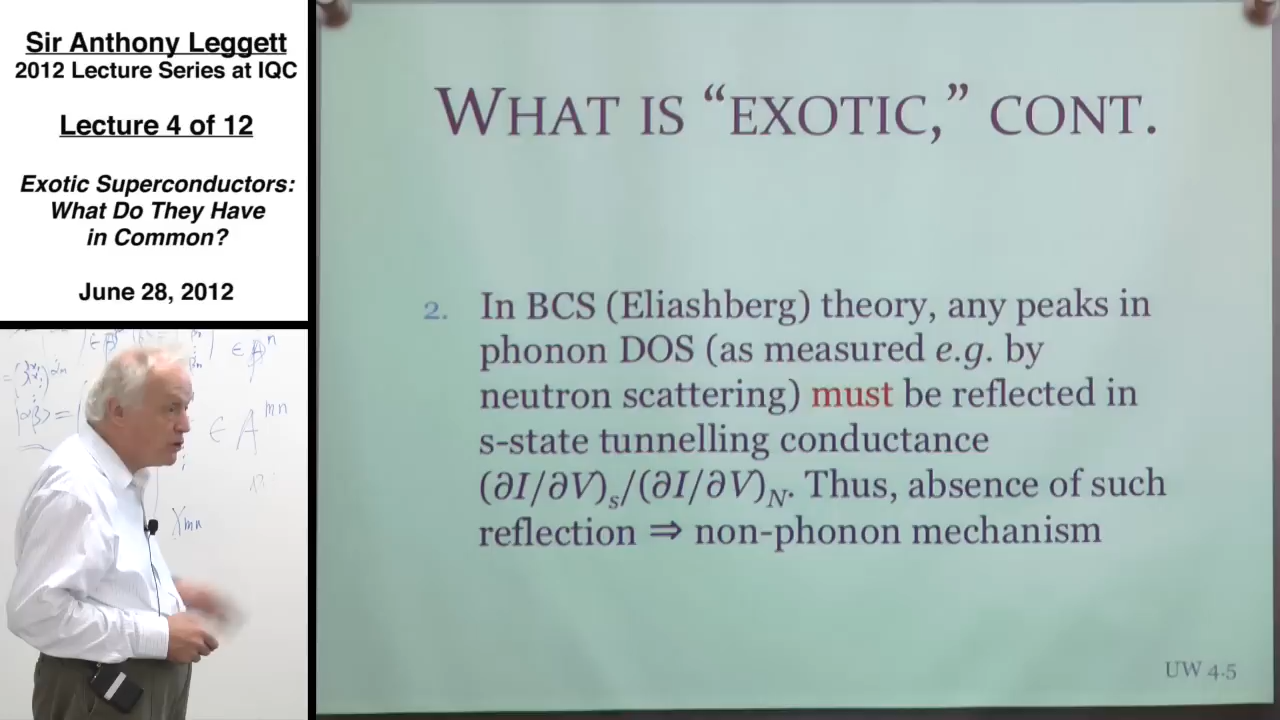 Sir Anthony Leggett
2012 Lecture Series at IQC
Lecture 4 of 12
Exotic Superconductors:
What Do They Have
in Common?
June 28, 2012
WHAT IS “EXOTIC,” CONT.
2. In BCS (Eliashberg) theory, any peaks in
phonon DOS (as measured e.g. by
neutron scattering) must be reflected in
s-state tunnelling conductance
(∂I/∂V)s/(∂I/∂V)N. Thus, absence of such
reflection ⇒ non-phonon mechanism
UW 4.5
∈ A^mn